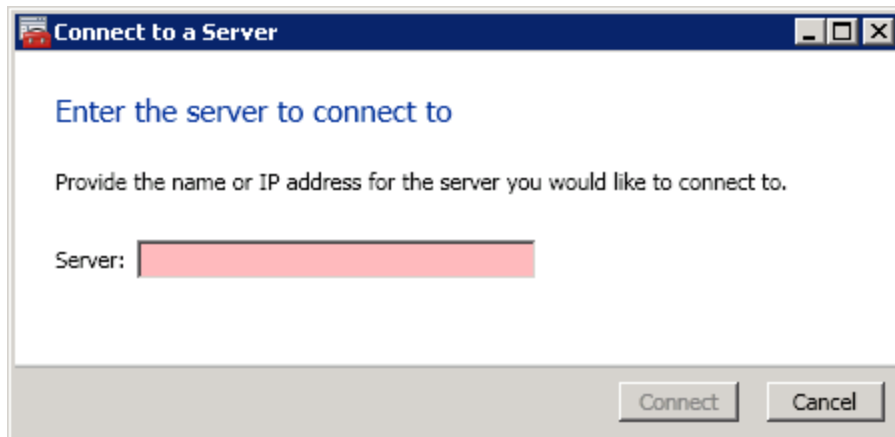 Connect to a Server
Enter the server to connect to
Provide the name or IP address for the server you would like to connect to.
Server:
Connect Cancel